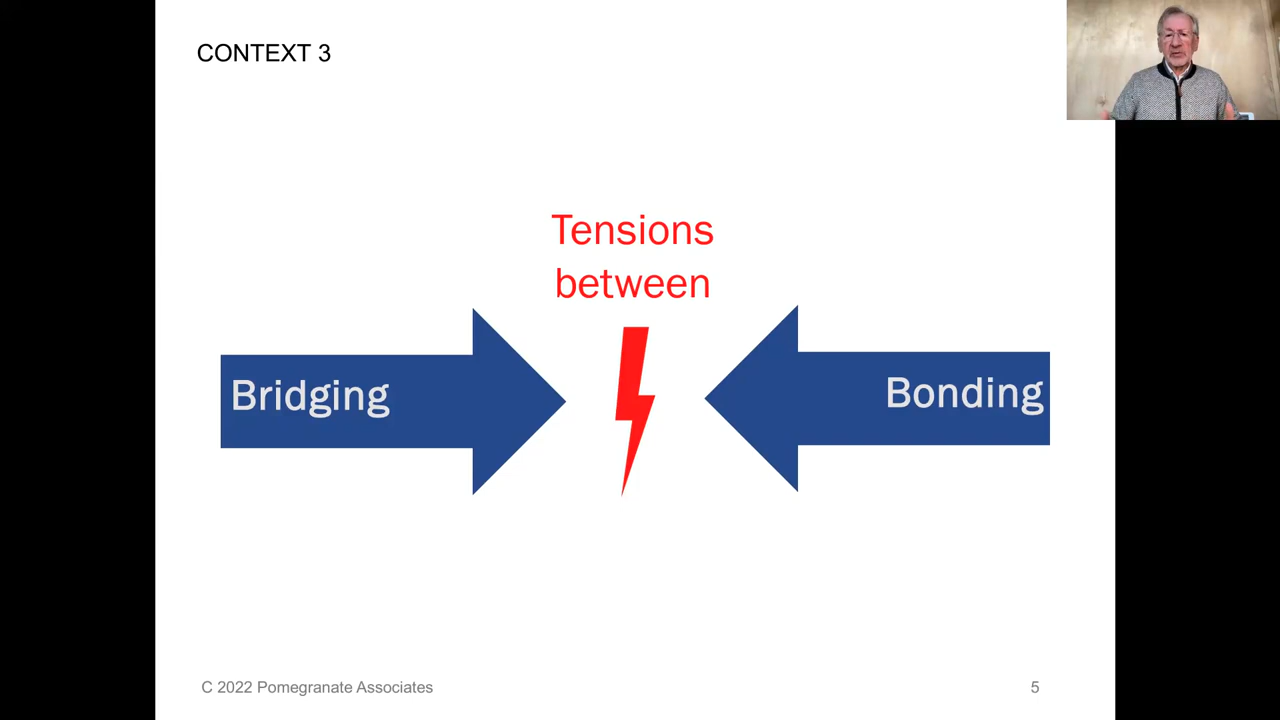 CONTEXT 3
Tensions
between
Bridging
Bonding
C 2022 Pomegranate Associates
5